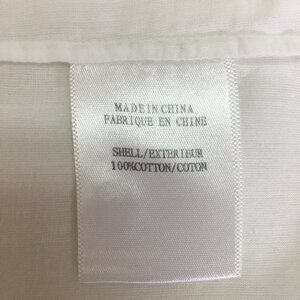 MADE IN CHINA
FABRIQUE EN CHINE
SHELL/EXTERIEUR
100%COTTON/COTON